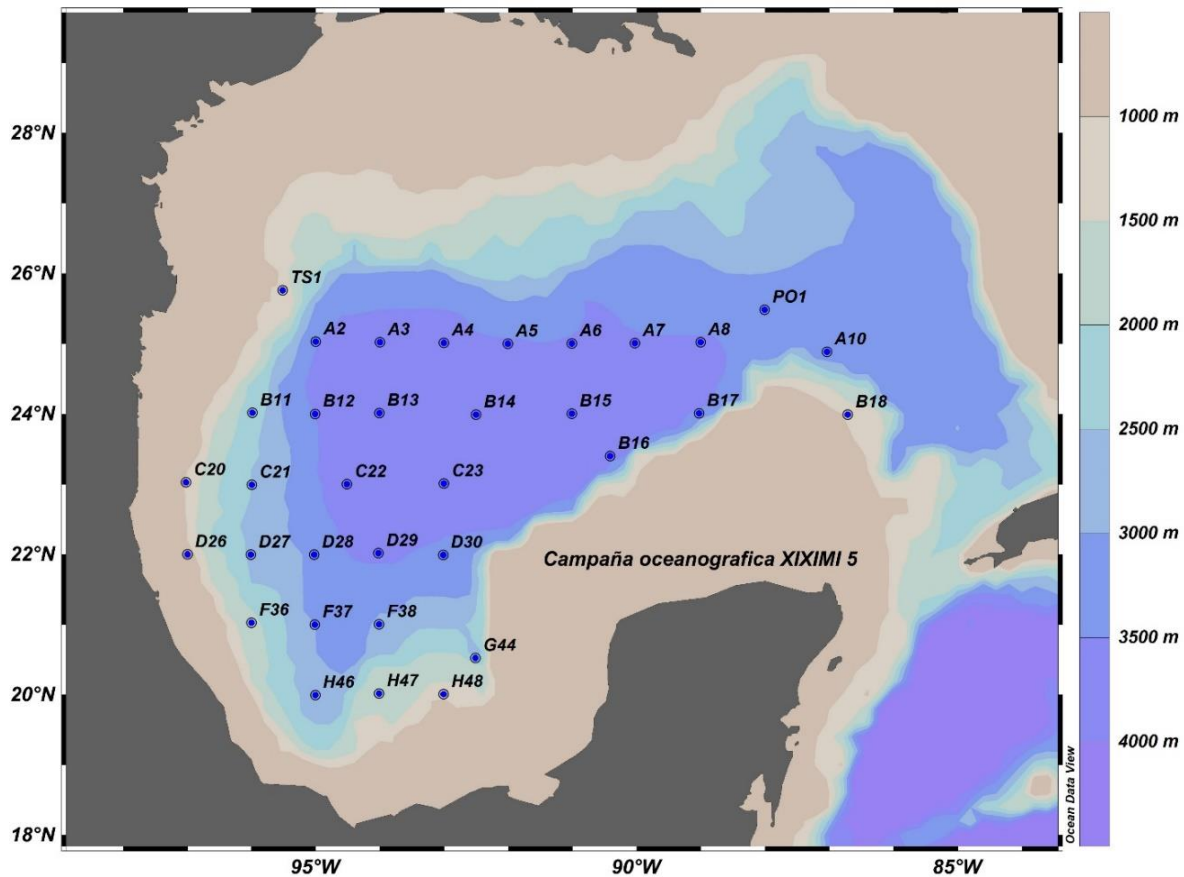 28°N
26°N
24°N
22°N
20°N
18°N
TS1
PO1
A2
A3
A4
A5
A6
A7
A8
A10
B11
B12
B13
B14
B15
B17
B18
B16
C20
C21
C22
C23
D26
D27
D28
D29
D30
Campaña oceanografica XIXIMI 5
F36
F37
F38
G44
H46
H47
H48
95°W
90°W
85°W
Ocean Data View
1000 m
1500 m
2000 m
2500 m
3000 m
3500 m
4000 m